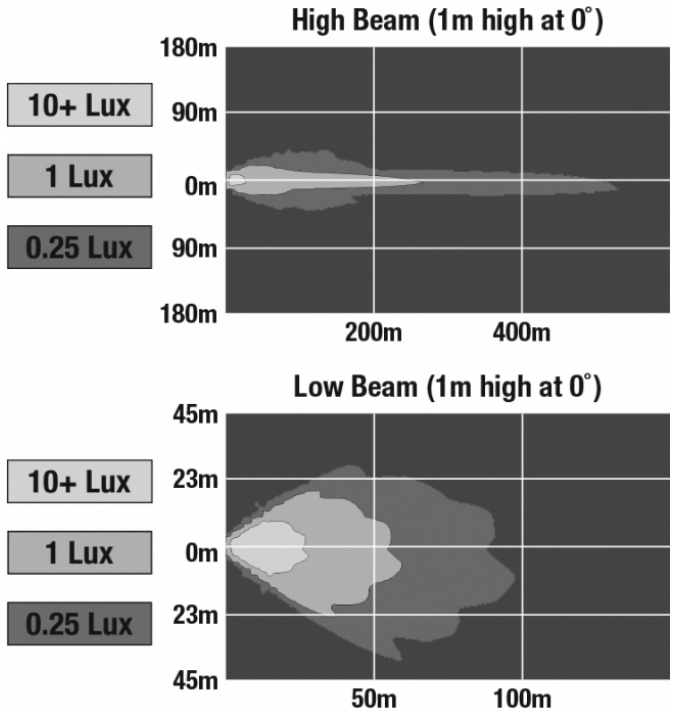 High Beam (1m high at 0°)
180m
10+ Lux
90m
1 Lux
0m
0.25 Lux
90m
180m
200m 400m
Low Beam (1m high at 0°)
45m
10+ Lux
23m
1 Lux
0m
0.25 Lux
23m
45m
50m 100m